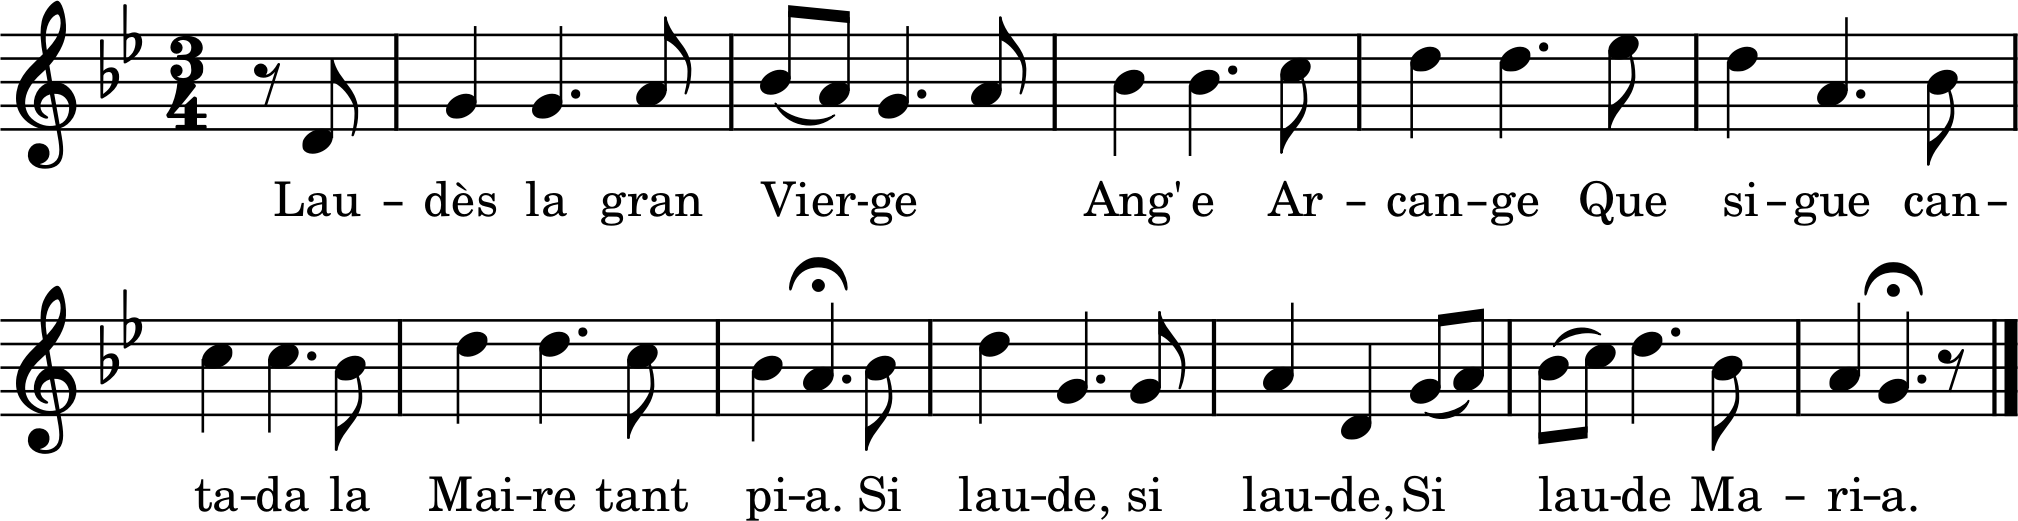 Lau – dès la gran Vier-ge Ang' e Ar – can–ge Que si–gue can–
ta-da la Mai-re tant pi-a. Si lau-de, si lau-de, Si lau-de Ma – ri-a.